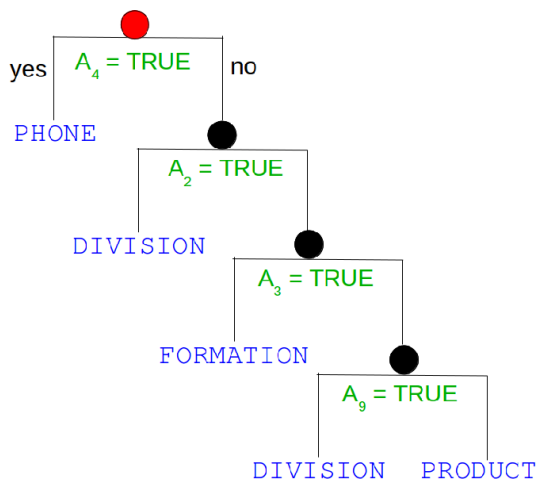 yes A₄ = TRUE no
PHONE
A₂ = TRUE
DIVISION
A₃ = TRUE
FORMATION
A₉ = TRUE
DIVISION PRODUCT